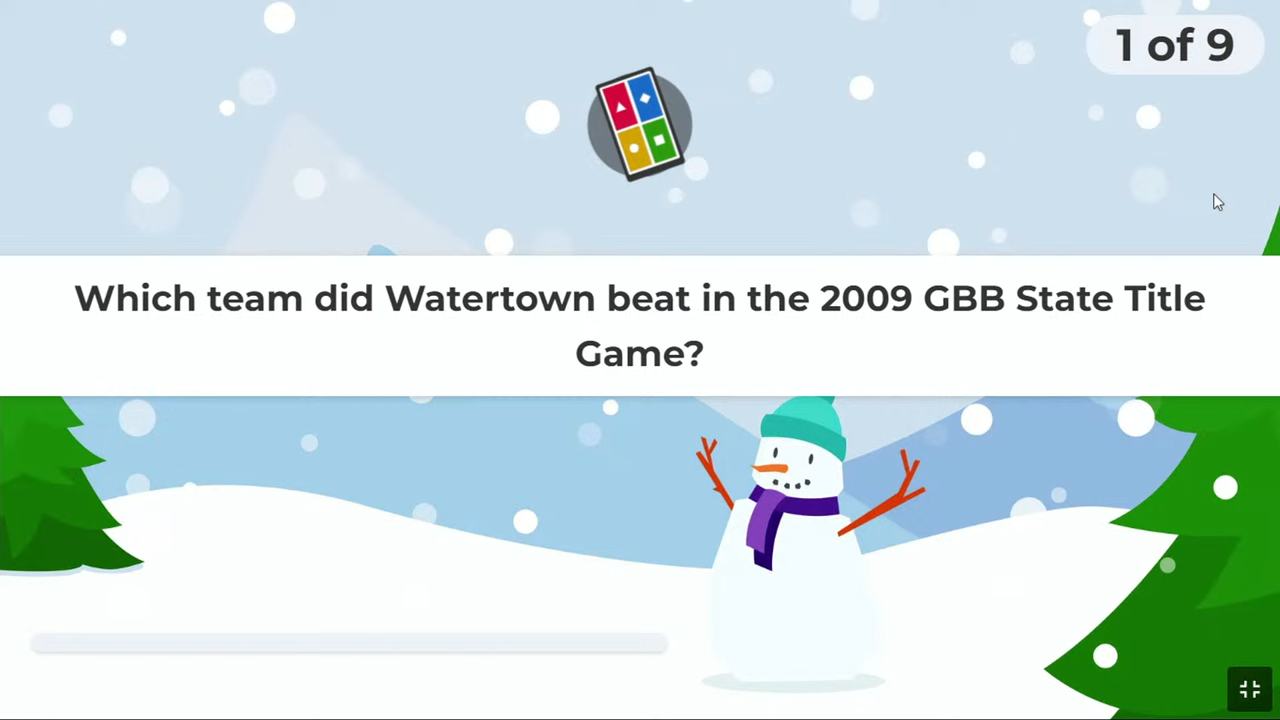 1 of 9
Which team did Watertown beat in the 2009 GBB State Title
Game?